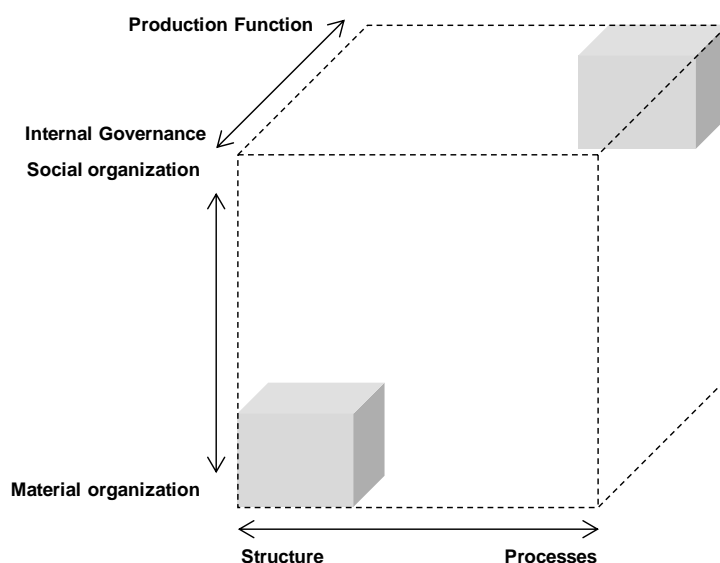 Production Function
Internal Governance
Social organization
Material organization
Structure
Processes